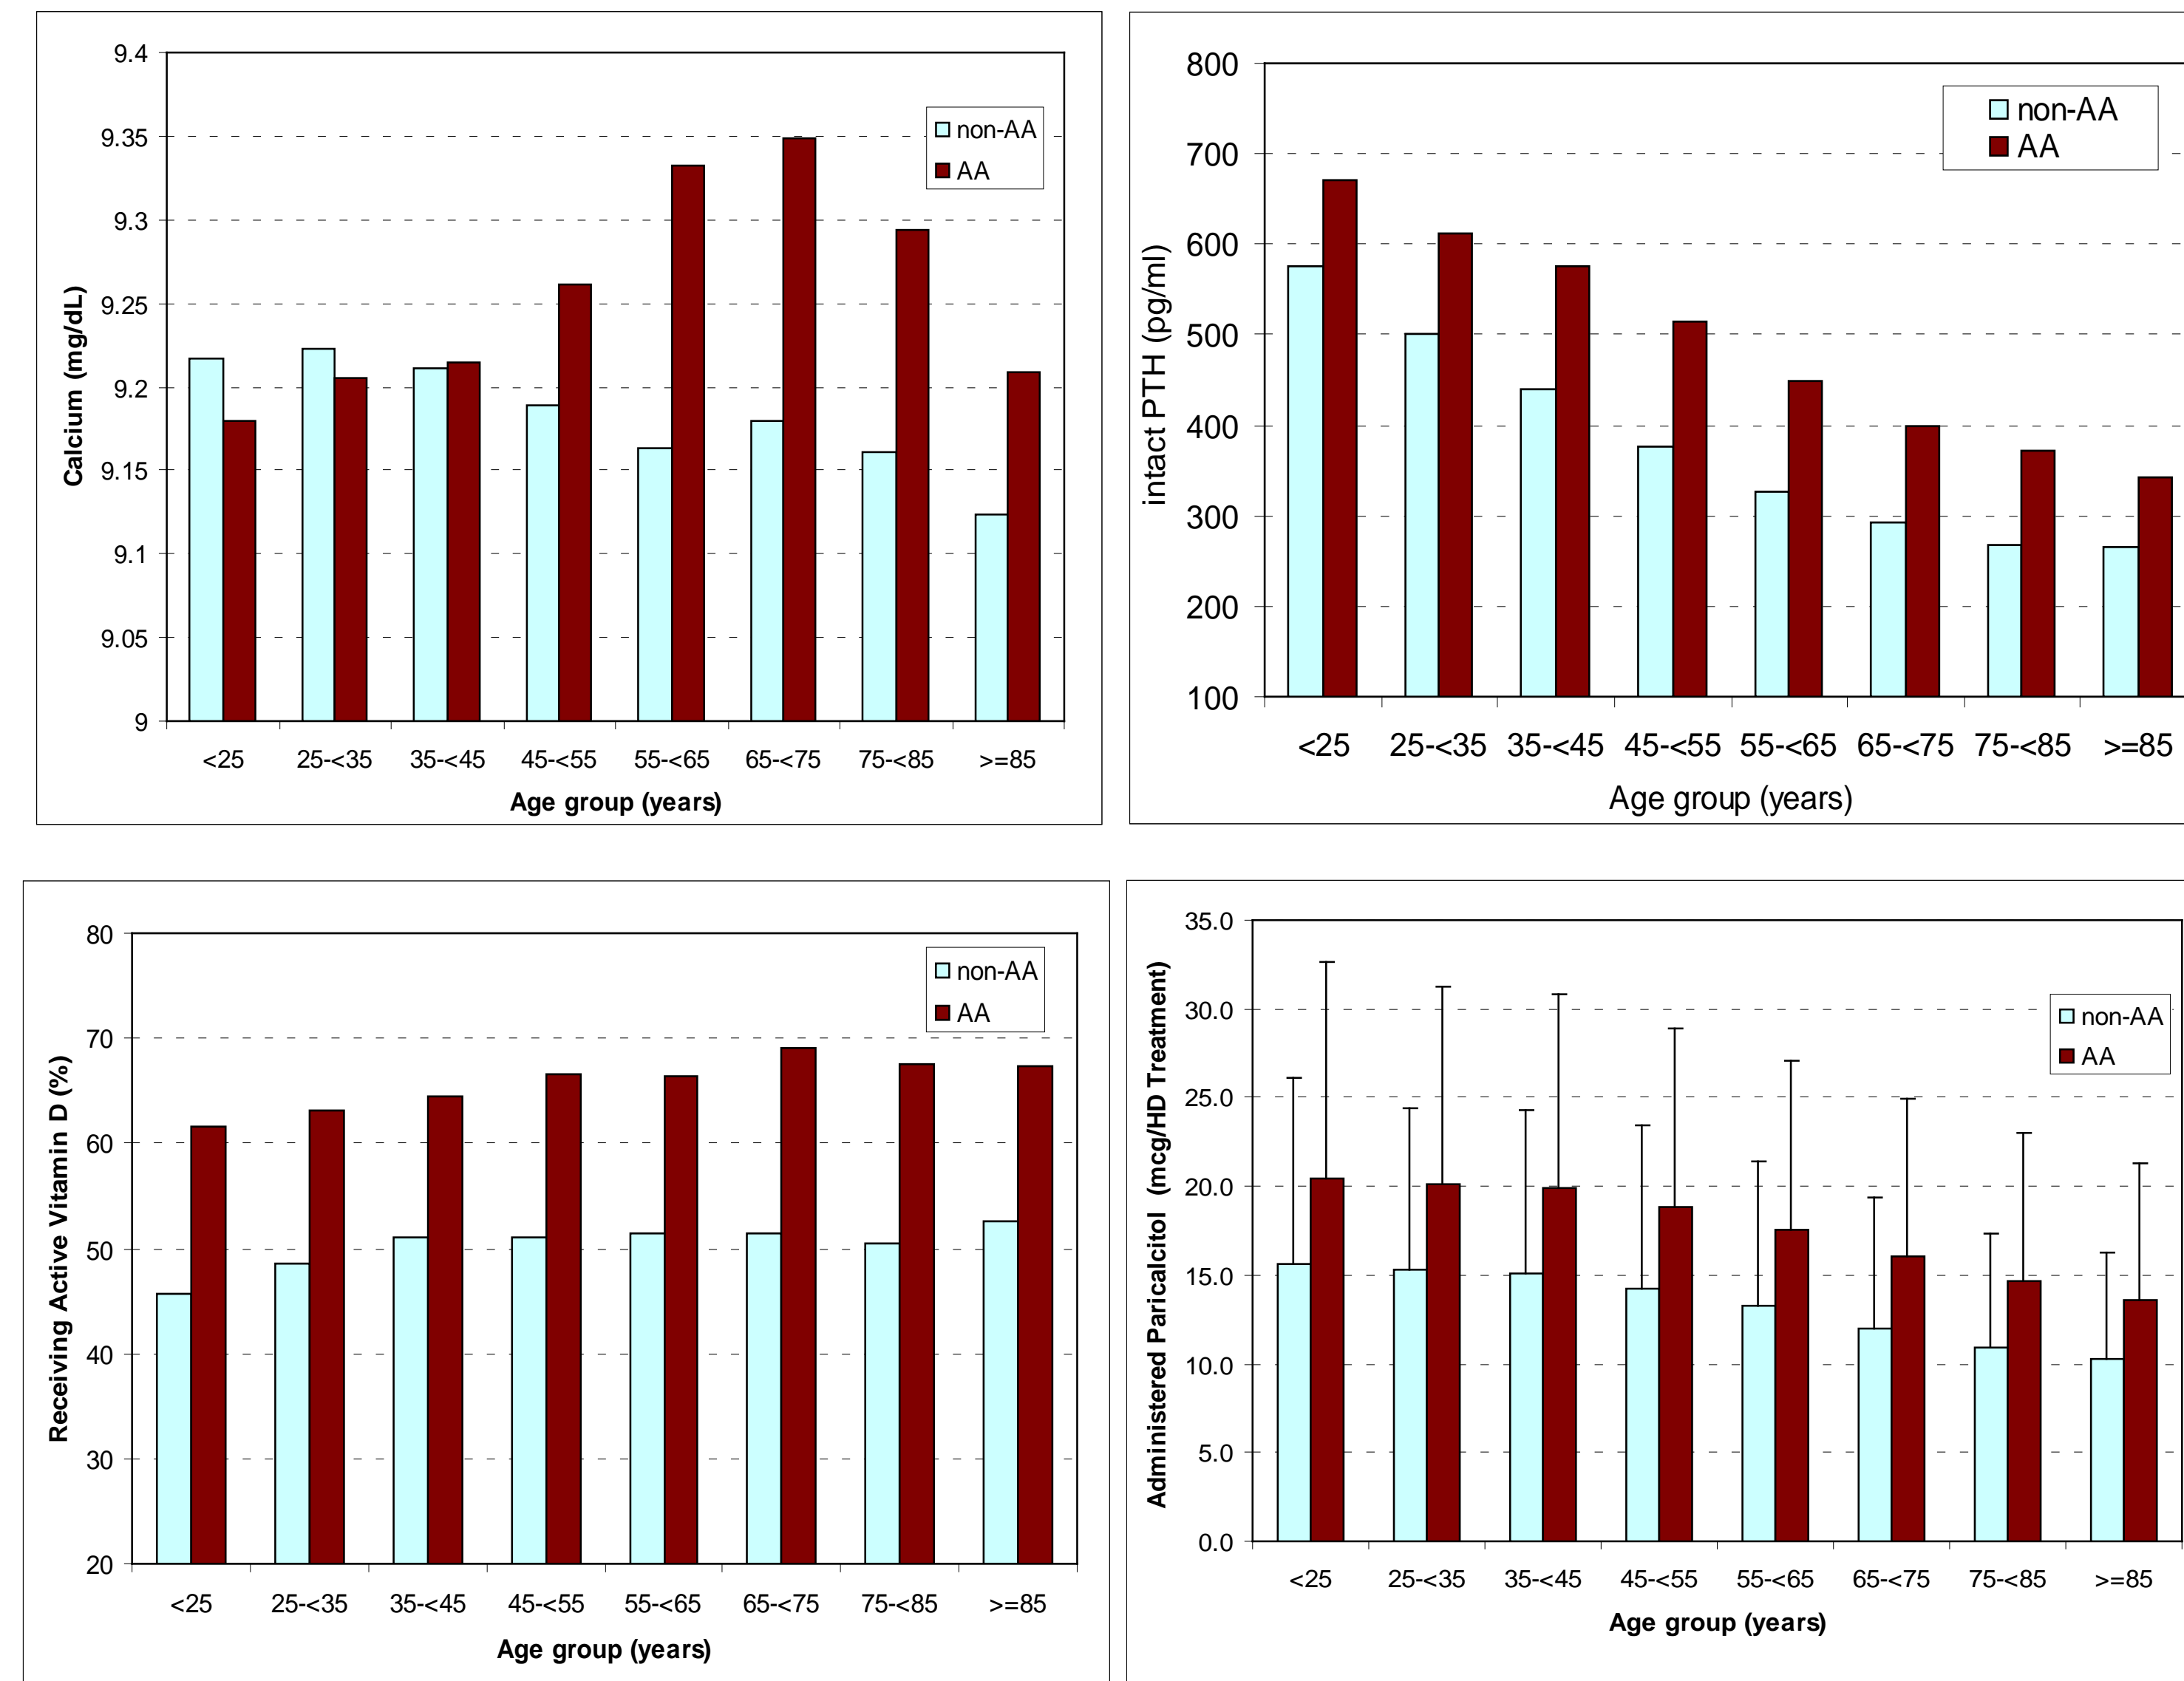 9.4
9.35
9.3
9.25
9.2
9.15
9.1
9.05
9
Calcium (mg/dL)
non-AA
AA
<25 25-<35 35-<45 45-<55 55-<65 65-<75 75-<85 >=85
Age group (years)
800
700
600
500
400
300
200
100
intact PTH (pg/ml)
non-AA
AA
<25 25-<35 35-<45 45-<55 55-<65 65-<75 75-<85 >=85
Age group (years)
80
70
60
50
40
30
20
Receiving Active Vitamin D (%)
non-AA
AA
<25 25-<35 35-<45 45-<55 55-<65 65-<75 75-<85 >=85
Age group (years)
35.0
30.0
25.0
20.0
15.0
10.0
5.0
0.0
Administered Paricalcitol (mcg/HD Treatment)
non-AA
AA
<25 25-<35 35-<45 45-<55 55-<65 65-<75 75-<85 >=85
Age group (years)